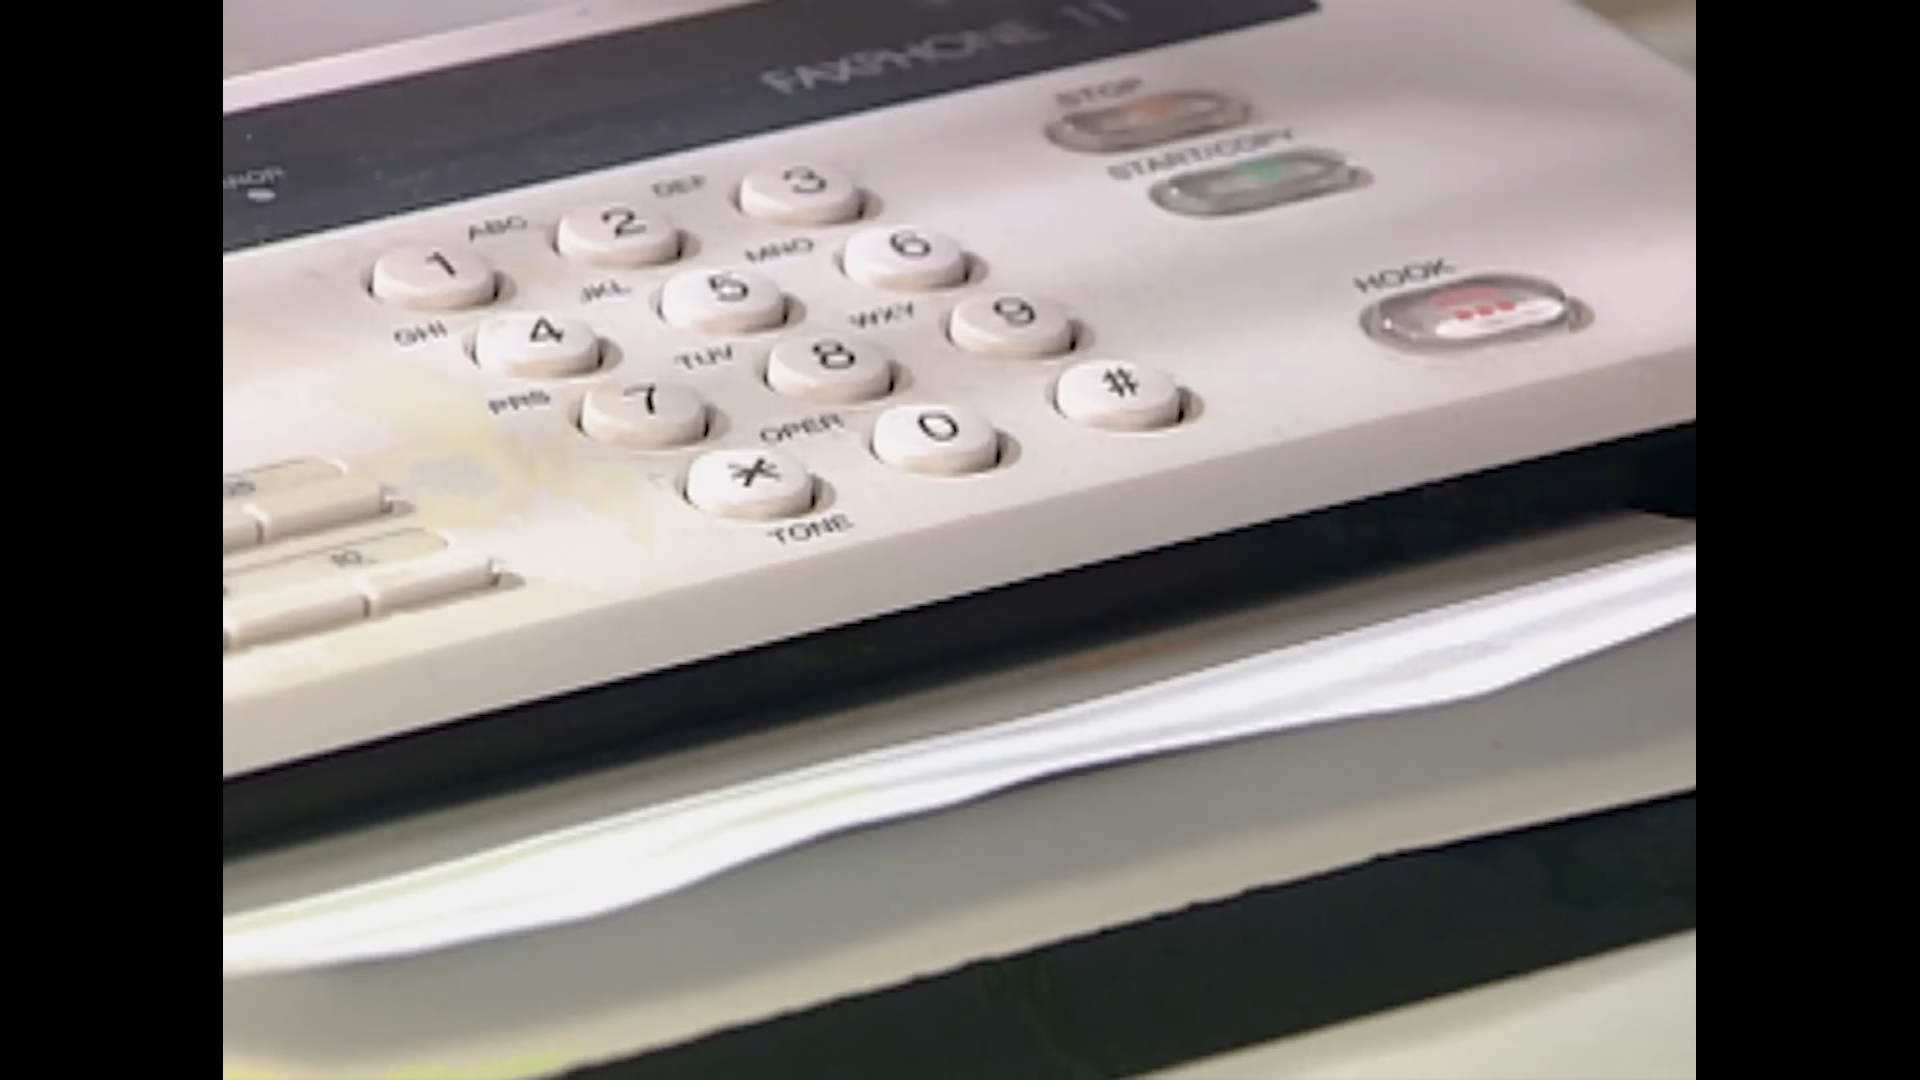 FAXPHONE 11
STOP
START/COPY
HOOK
ABC DEF
1 2 3
GHI JKL MNO
4 5 6
PRS TUV WXY
7 8 9
OPER
* 0 #
TONE
10